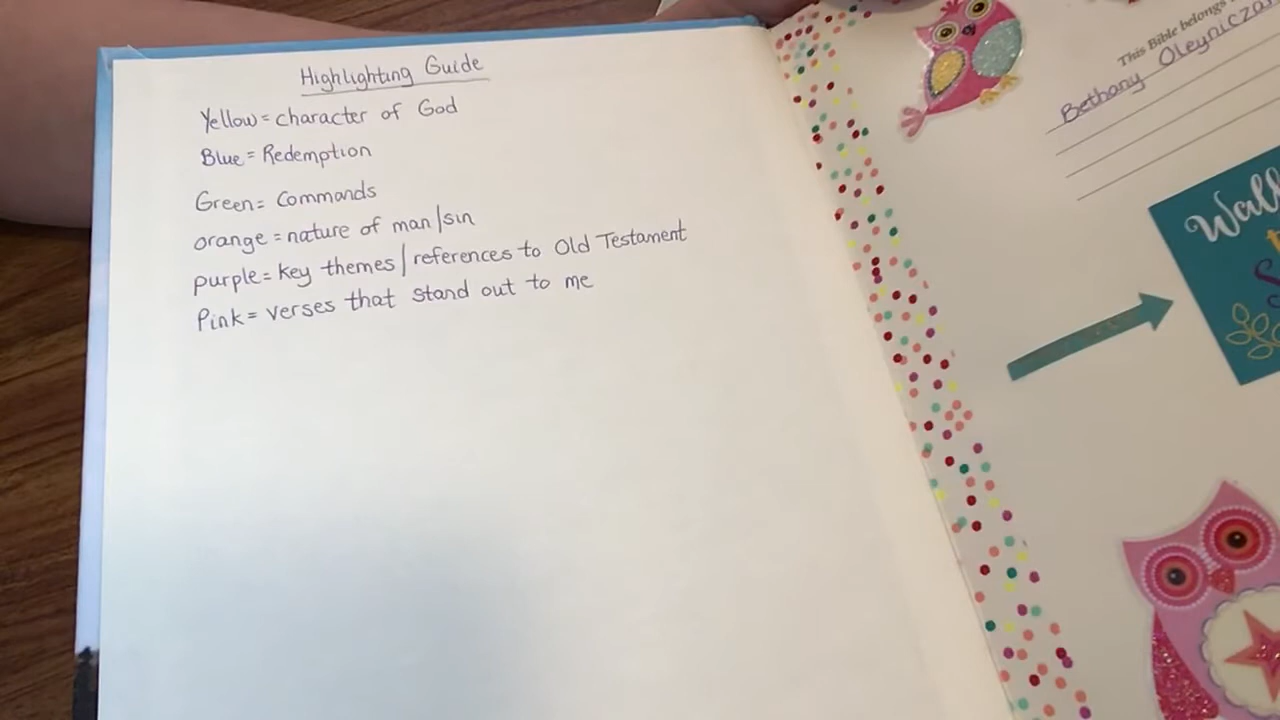 Highlighting Guide
Yellow = character of God
Blue = Redemption
Green = Commands
orange = nature of man/sin
purple = key themes/references to Old Testament
Pink = verses that stand out to me
This Bible belongs
Bethany